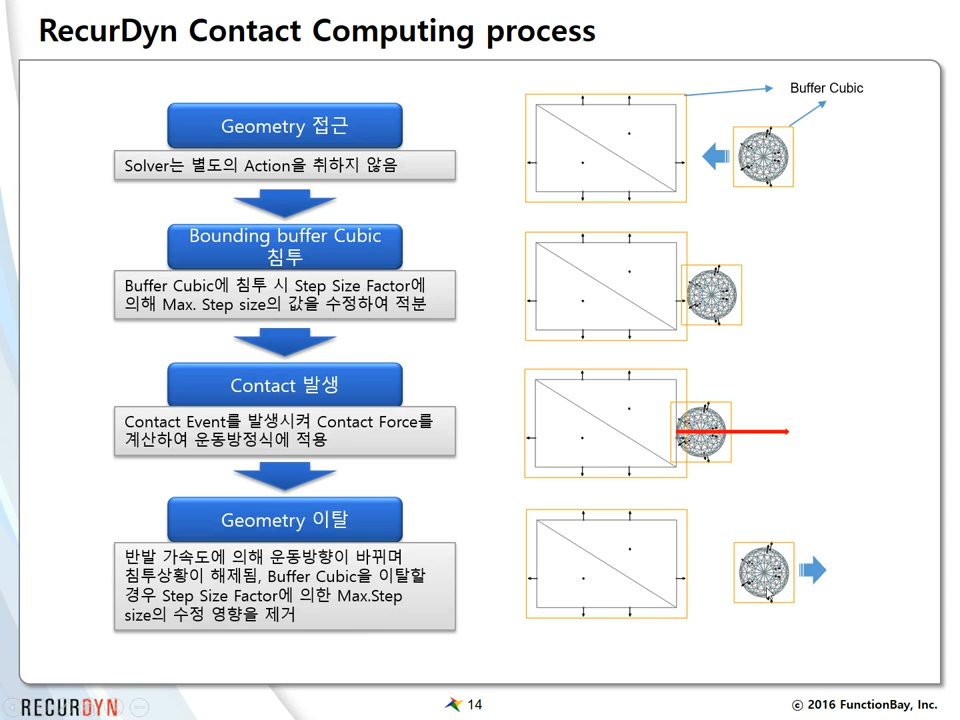 RecurDyn Contact Computing process
Geometry 접근
Solver는 별도의 Action을 취하지 않음
Bounding buffer Cubic
침투
Buffer Cubic에 침투 시 Step Size Factor에
의해 Max. Step size의 값을 수정하여 적분
Contact 발생
Contact Event를 발생시켜 Contact Force를
계산하여 운동방정식에 적용
Geometry 이탈
반발 가속도에 의해 운동방향이 바뀌며
침투상황이 해제됨, Buffer Cubic을 이탈할
경우 Step Size Factor에 의한 Max.Step
size의 수정 영향을 제거
Buffer Cubic
RECURDYN
14
© 2016 FunctionBay, Inc.